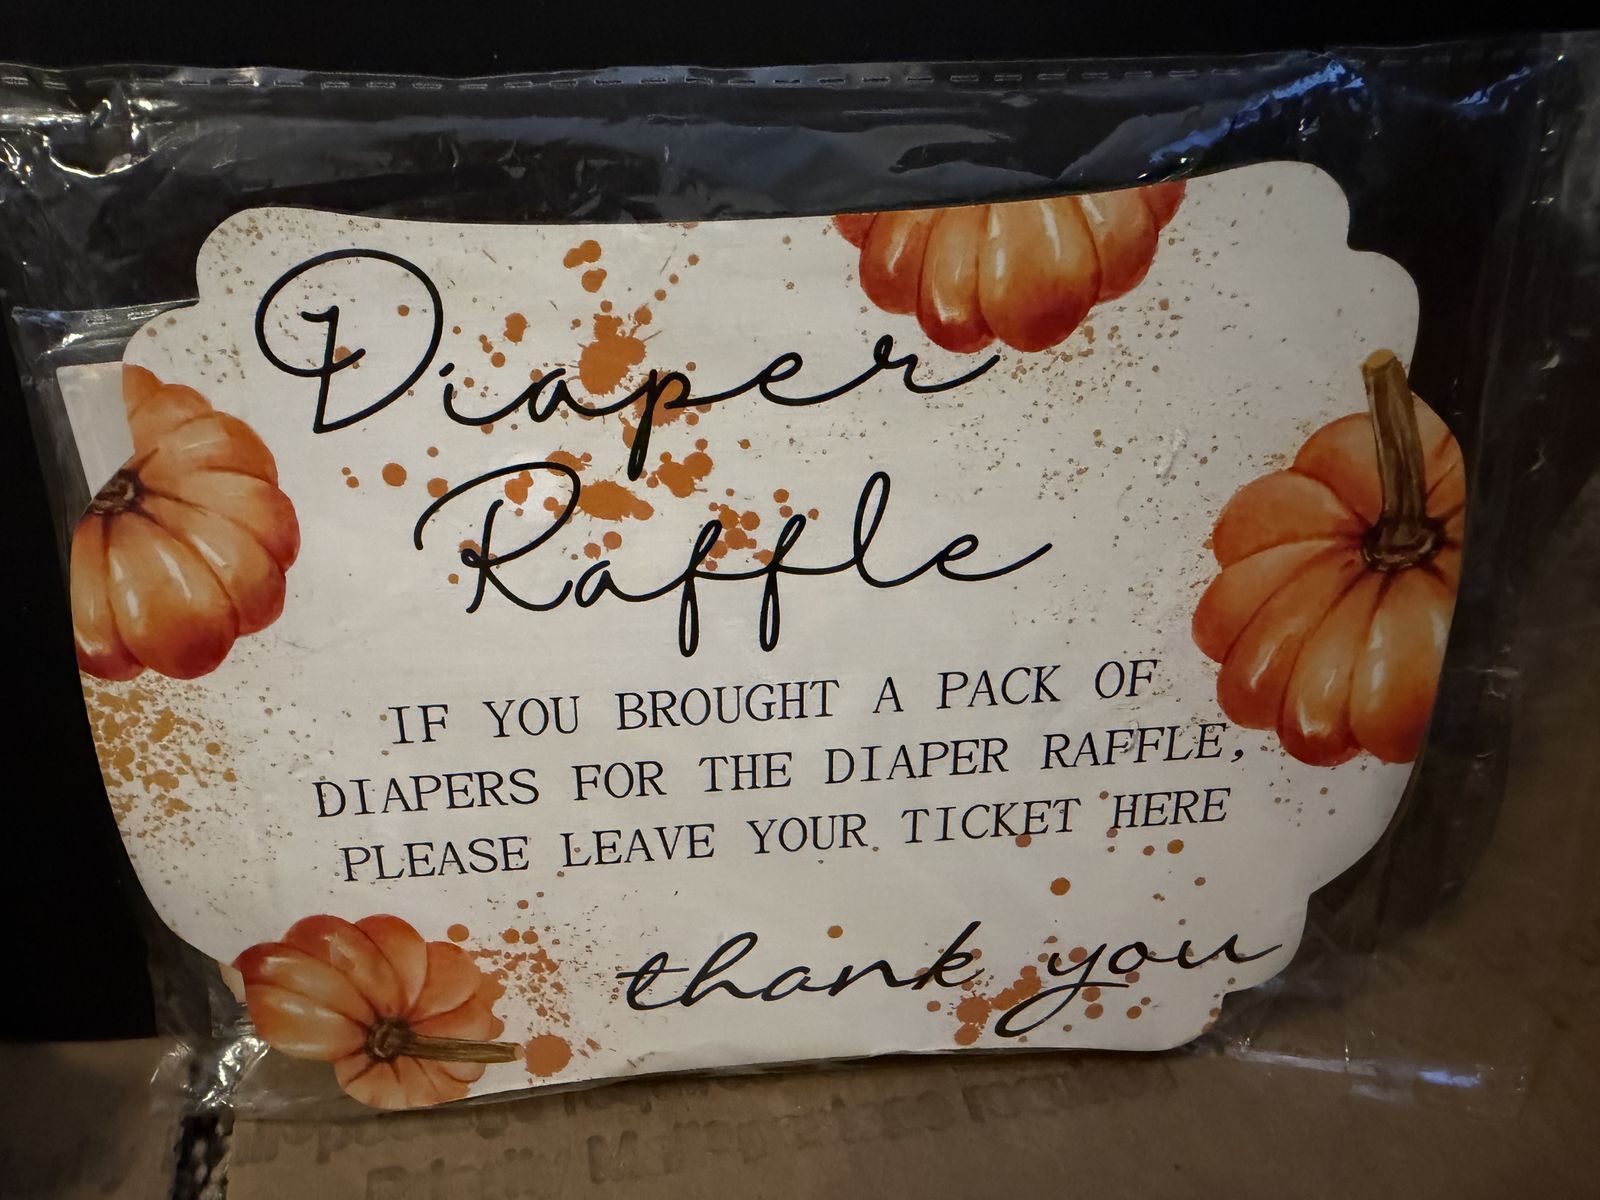 Diaper
Raffle
IF YOU BROUGHT A PACK OF
DIAPERS FOR THE DIAPER RAFFLE,
PLEASE LEAVE YOUR TICKET HERE
thank you